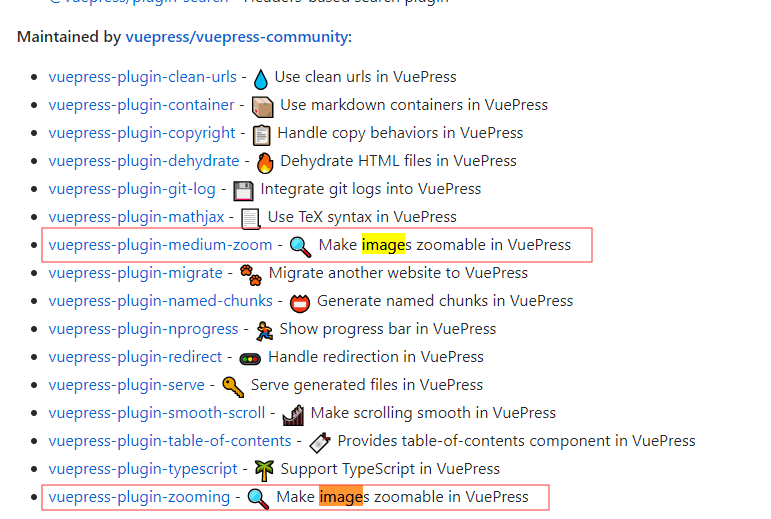 @vuepress/plugin-search - Headers-based search plugin
Maintained by vuepress/vuepress-community:
vuepress-plugin-clean-urls - Use clean urls in VuePress
vuepress-plugin-container - Use markdown containers in VuePress
vuepress-plugin-copyright - Handle copy behaviors in VuePress
vuepress-plugin-dehydrate - Dehydrate HTML files in VuePress
vuepress-plugin-git-log - Integrate git logs into VuePress
vuepress-plugin-mathjax - Use TeX syntax in VuePress
vuepress-plugin-medium-zoom - Make images zoomable in VuePress
vuepress-plugin-migrate - Migrate another website to VuePress
vuepress-plugin-named-chunks - Generate named chunks in VuePress
vuepress-plugin-nprogress - Show progress bar in VuePress
vuepress-plugin-redirect - Handle redirection in VuePress
vuepress-plugin-serve - Serve generated files in VuePress
vuepress-plugin-smooth-scroll - Make scrolling smooth in VuePress
vuepress-plugin-table-of-contents - Provides table-of-contents component in VuePress
vuepress-plugin-typescript - Support TypeScript in VuePress
vuepress-plugin-zooming - Make images zoomable in VuePress